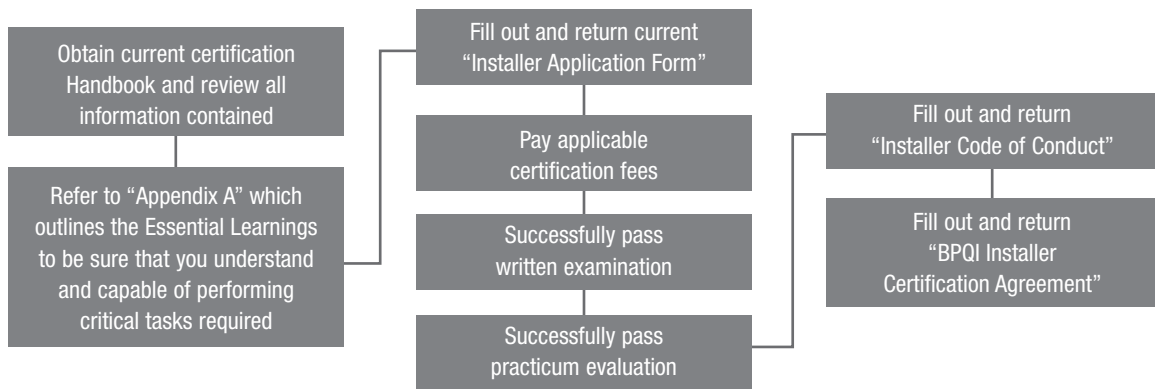 Obtain current certification
Handbook and review all
information contained
Refer to “Appendix A” which
outlines the Essential Learnings
to be sure that you understand
and capable of performing
critical tasks required
Fill out and return current
“Installer Application Form”
Pay applicable
certification fees
Successfully pass
written examination
Successfully pass
practicum evaluation
Fill out and return
“Installer Code of Conduct”
Fill out and return
“BPQI Installer
Certification Agreement”